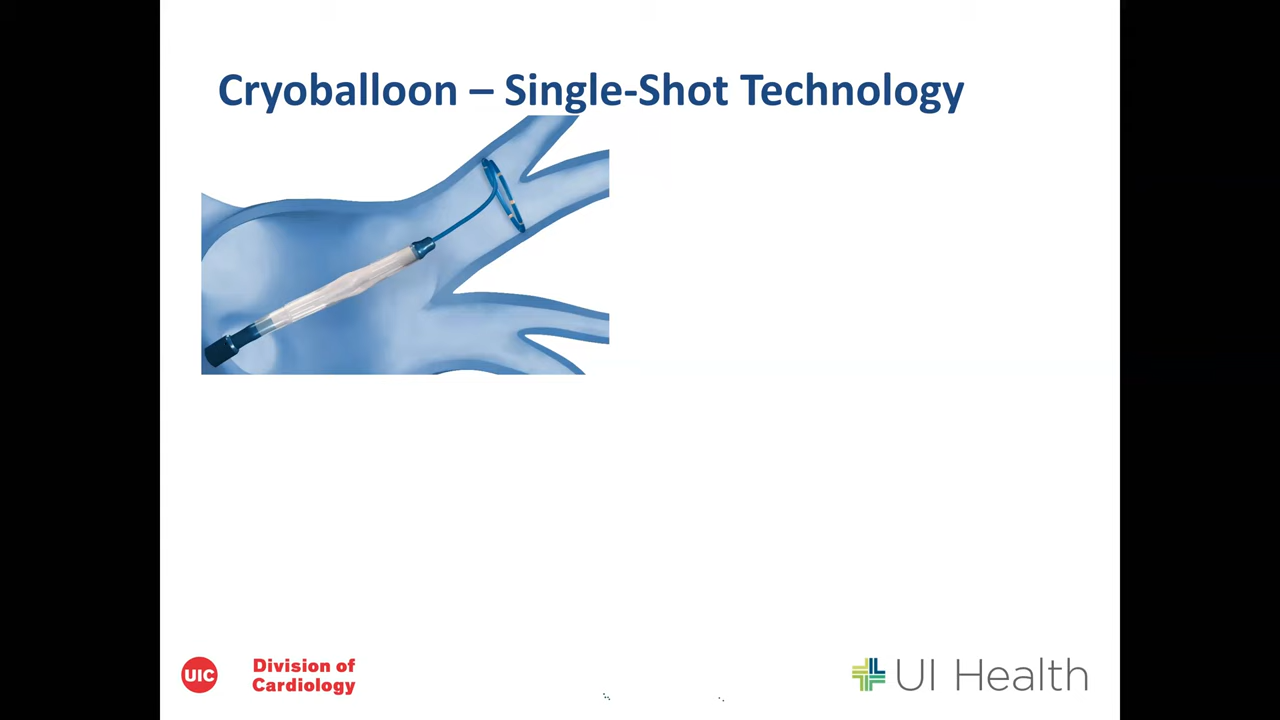 Cryoballoon – Single-Shot Technology
UIC
Division of
Cardiology
UI Health